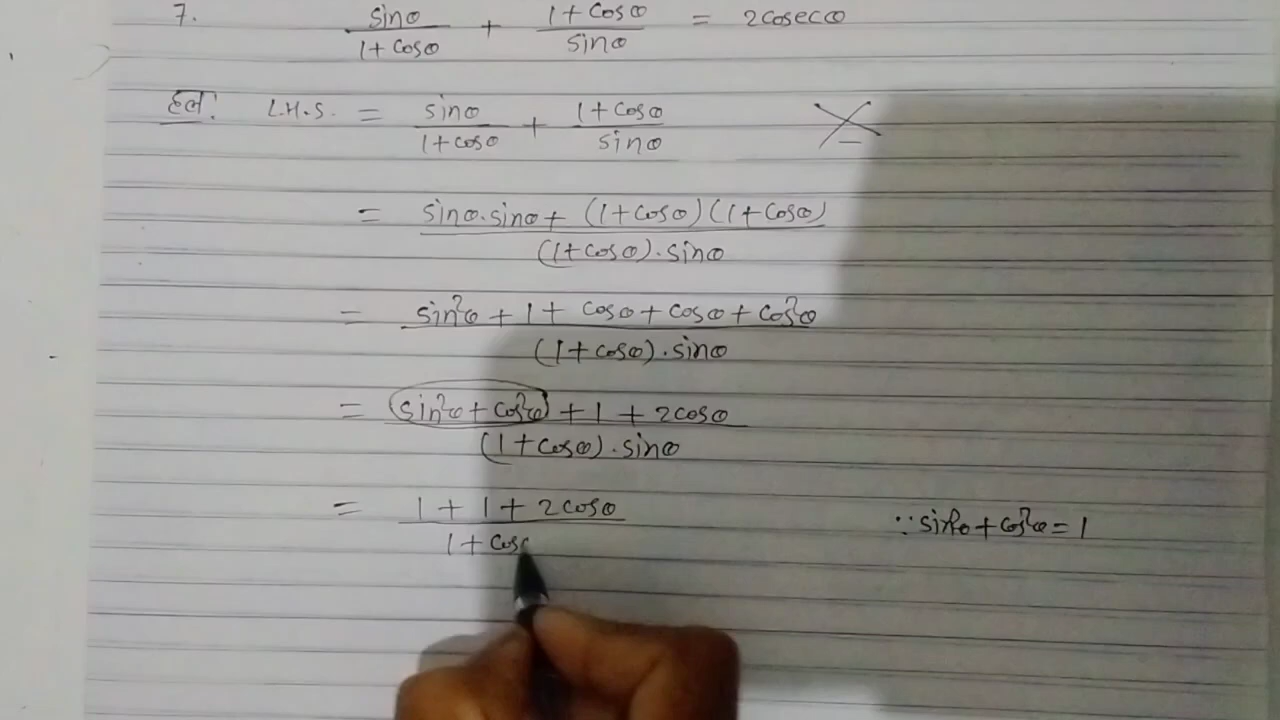 7. sinθ/(1+cosθ) + (1+cosθ)/sinθ = 2cosecθ
हल: L.H.S. = sinθ/(1+cosθ) + (1+cosθ)/sinθ
= (sinθ.sinθ + (1+cosθ)(1+cosθ))/((1+cosθ).sinθ)
= (sin²θ + 1 + cosθ + cosθ + cos²θ)/((1+cosθ).sinθ)
= ((sin²θ + cos²θ) + 1 + 2cosθ)/((1+cosθ).sinθ)
= (1 + 1 + 2cosθ)/(1+cosθ ∵ sin²θ + cos²θ = 1